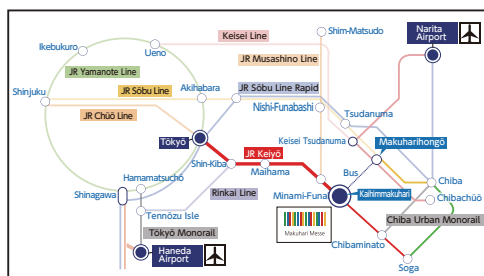 Keisei Line
Shim-Matsudo
Narita
Airport
Ikebukuro
Ueno
JR Musashino Line
JR Yamanote Line
Shinjuku
JR Sōbu Line
Akihabara
JR Sōbu Line Rapid
JR Chūō Line
Nishi-Funabashi
Tsudanuma
Tōkyō
Keisei Tsudanuma
Makuharihongō
JR Keiyō
Shin-Kiba
Maihama
Bus
Hamamatsuchō
Kaihimmakuhari
Chiba
Shinagawa
Rinkai Line
Minami-Funa
Chibachūō
Tennōzu Isle
Makuhari Messe
Chiba Urban Monorail
Tōkyō Monorail
Chibaminato
Haneda
Airport
Soga